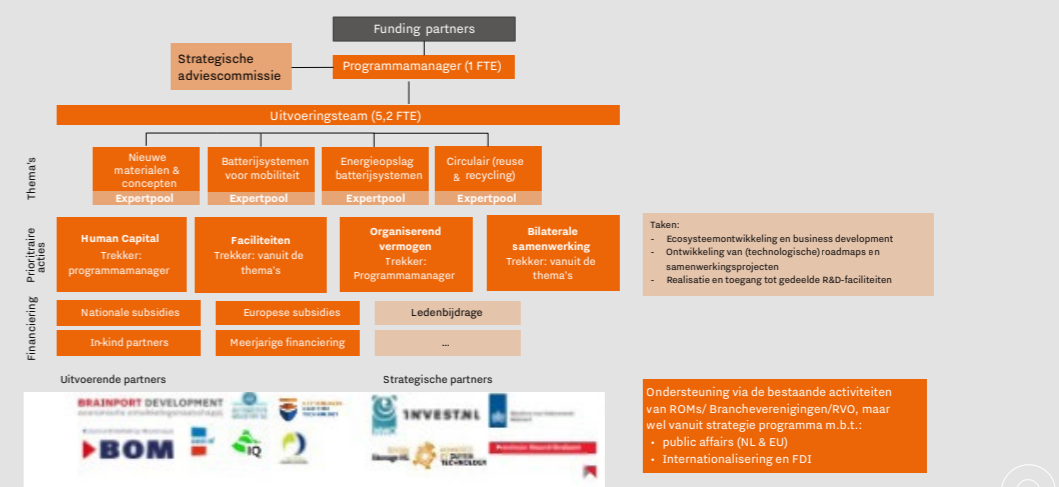 Funding partners
Strategische
adviescommissie
Programmamanager (1 FTE)
Uitvoeringsteam (5,2 FTE)
Thema's
Nieuwe
materialen &
concepten
Expertpool
Batterijsystemen
voor mobiliteit
Expertpool
Energieopslag
batterijsystemen
Expertpool
Circulair (reuse
& recycling)
Expertpool
Prioritraire
acties
Human Capital
Trekker:
programmamanager
Faciliteiten
Trekker: vanuit de
thema's
Organiserend
vermogen
Trekker:
Programmamanager
Bilaterale
samenwerking
Trekker: vanuit de
thema's
Taken:
- Ecosysteemontwikkeling en business development
- Ontwikkeling van (technologische) roadmaps en
samenwerkingsprojecten
- Realisatie en toegang tot gedeelde R&D-faciliteiten
Financiering
Nationale subsidies
Europese subsidies
Ledenbijdrage
In-kind partners
Meerjarige financiering
...
Uitvoerende partners
Strategische partners
BRAINPORT DEVELOPMENT
BOM
IQ
INVEST.NL
TECHNOLOGY
Ondersteuning via de bestaande activiteiten
van ROMs/ Brancheverenigingen/RVO, maar
wel vanuit strategie programma m.b.t.:
• public affairs (NL & EU)
• Internationalisering en FDI